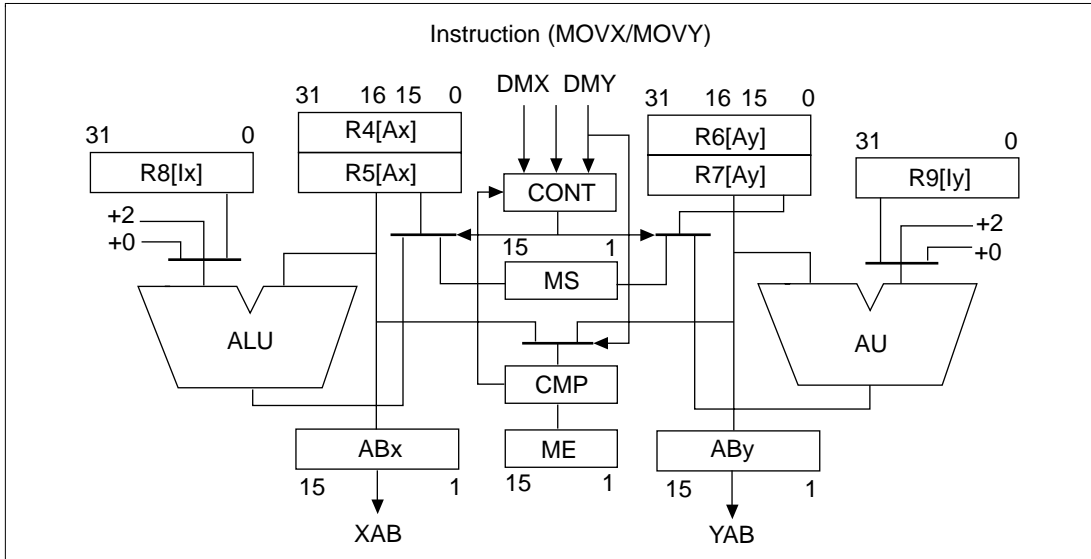 Instruction (MOVX/MOVY)
DMX DMY
31 16 15 0
31 16 15 0
R4[Ax]
R6[Ay]
31 0
31 0
R5[Ax]
R7[Ay]
R8[Ix]
CONT
R9[Iy]
+2
+0
+2
+0
15 1
MS
ALU
AU
CMP
ABx
ME
ABy
15 1
15 1
15 1
XAB
YAB